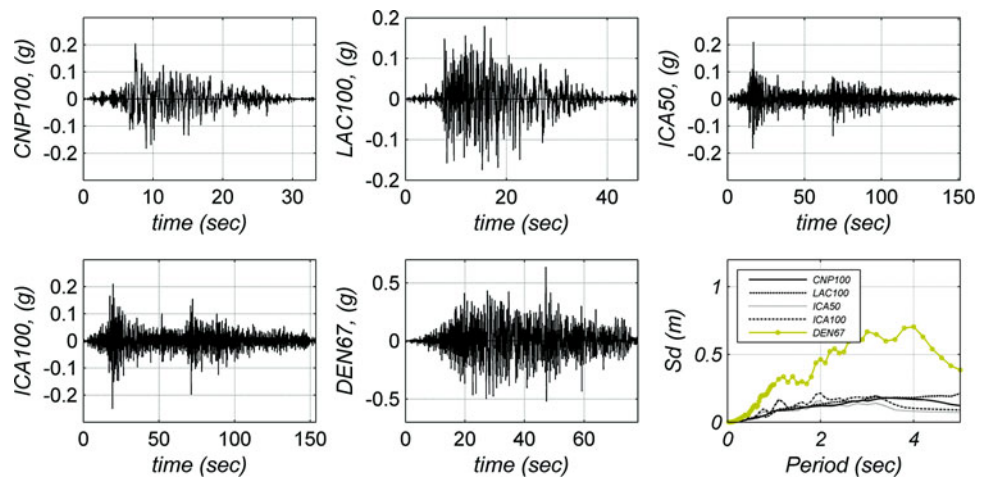 CNP100, (g)
0.2
0.1
0
-0.1
-0.2
0 10 20 30
time (sec)
LAC100, (g)
0.2
0.1
0
-0.1
-0.2
0 20 40
time (sec)
ICA50, (g)
0.2
0.1
0
-0.1
-0.2
0 50 100 150
time (sec)
ICA100, (g)
0.2
0.1
0
-0.1
-0.2
0 50 100 150
time (sec)
DEN67, (g)
0.5
0
-0.5
0 20 40 60
time (sec)
Sd (m)
1
0.5
0
CNP100
LAC100
ICA50
ICA100
DEN67
0 2 4
Period (sec)